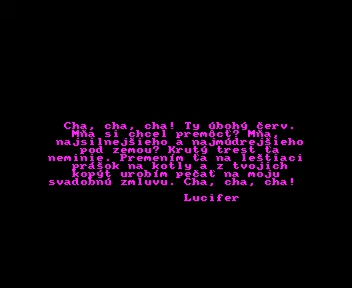 Cha, cha, cha! Ty úbohý červ.
Mňa si chcel premôct? Mňa,
najsilnejšieho a najmúdrejšieho
pod zemou? Krutý trest ťa
neminie. Premením ťa na leštiaci
prášok na kotly a z tvojich
kopýt urobím pečať na moju
svadobnú zmluvu. Cha, cha, cha!
Lucifer